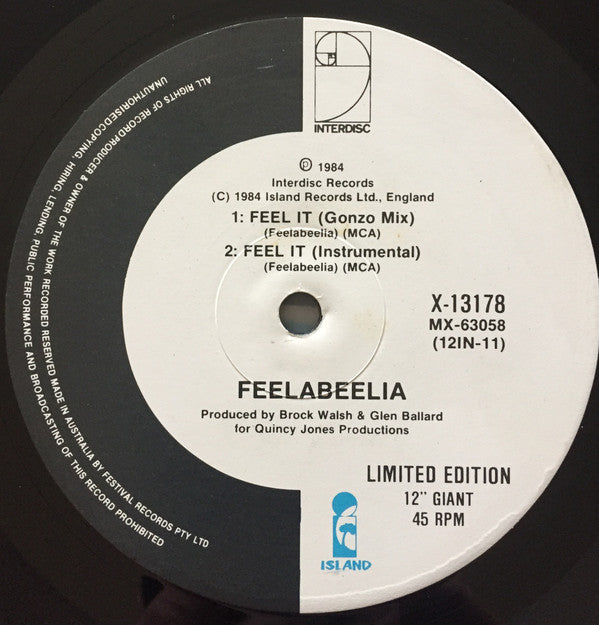 INTERDISC
℗ 1984
Interdisc Records
(C) 1984 Island Records Ltd., England
1: FEEL IT (Gonzo Mix)
(Feelabeelia) (MCA)
2: FEEL IT (Instrumental)
(Feelabeelia) (MCA)
X-13178
MX-63058
(12IN-11)
FEELABEELIA
Produced by Brock Walsh & Glen Ballard
for Quincy Jones Productions
LIMITED EDITION
12" GIANT
45 RPM
ISLAND
ALL RIGHTS OF RECORD PRODUCER & OWNER OF THE WORK RECORDED RESERVED MADE IN AUSTRALIA BY FESTIVAL RECORDS PTY LTD
UNAUTHORISED COPYING, HIRING, LENDING, PUBLIC PERFORMANCE AND BROADCASTING OF THIS RECORD PROHIBITED